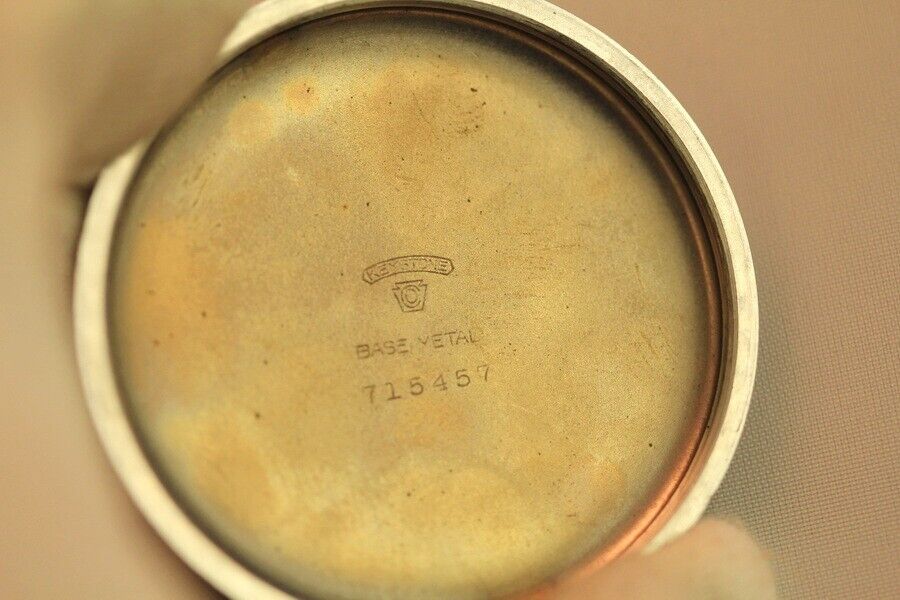 KEYSTONE
C
BASE METAL
715457